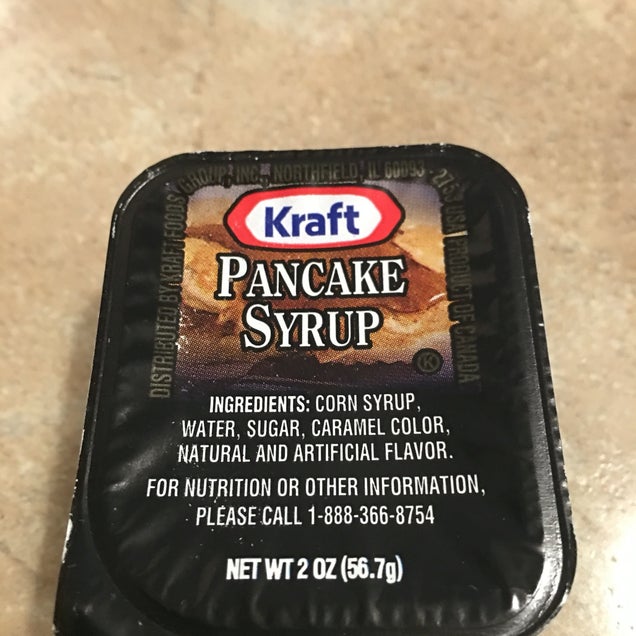 DISTRIBUTED BY KRAFT FOODS
GROUP, INC., NORTHFIELD, IL 60093-2753 USA
PRODUCT OF CANADA
Kraft
PANCAKE
SYRUP
K
INGREDIENTS: CORN SYRUP,
WATER, SUGAR, CARAMEL COLOR,
NATURAL AND ARTIFICIAL FLAVOR.
FOR NUTRITION OR OTHER INFORMATION,
PLEASE CALL 1-888-366-8754
NET WT 2 OZ (56.7g)